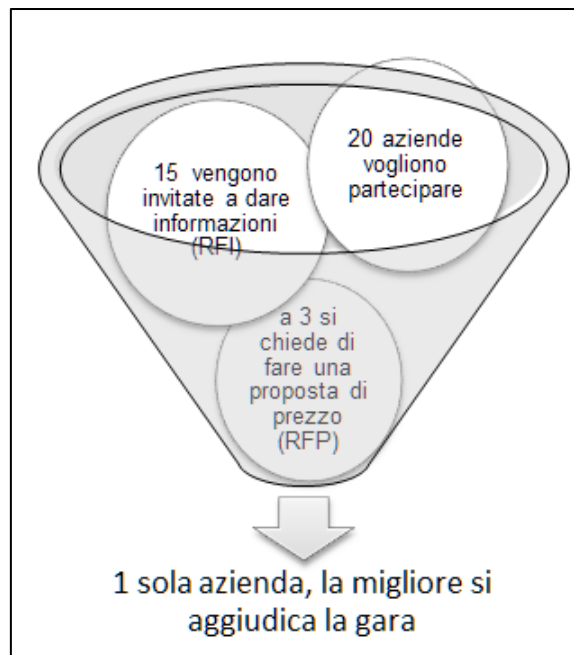 20 aziende
vogliono
partecipare
15 vengono
invitate a dare
informazioni
(RFI)
a 3 si
chiede di
fare una
proposta di
prezzo
(RFP)
1 sola azienda, la migliore si
aggiudica la gara